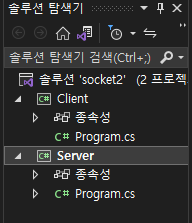 솔루션 탐색기
솔루션 탐색기 검색(Ctrl+;)
솔루션 'socket2' (2 프로젝
Client
종속성
C# Program.cs
Server
종속성
C# Program.cs